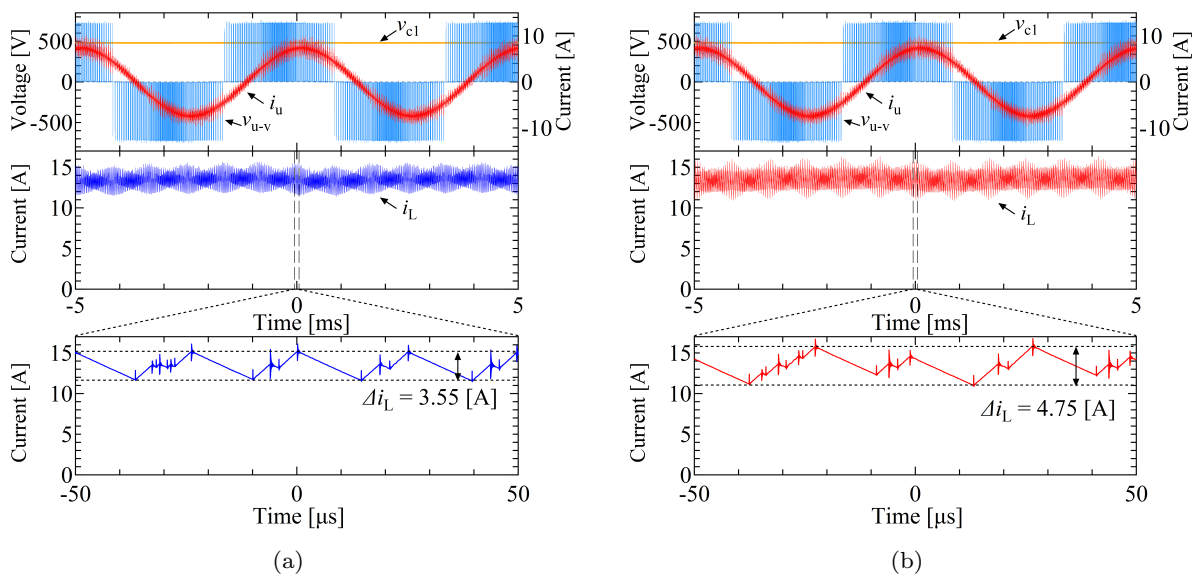 Voltage [V]
500
0
-500
10
0
-10
Current [A]
v_c1
i_u
v_u-v
Current [A]
15
10
5
0
i_L
-5
0
5
Time [ms]
Current [A]
15
10
5
0
Δi_L = 3.55 [A]
-50
0
50
Time [μs]
(a)
Voltage [V]
500
0
-500
10
0
-10
Current [A]
v_c1
i_u
v_u-v
Current [A]
15
10
5
0
i_L
-5
0
5
Time [ms]
Current [A]
15
10
5
0
Δi_L = 4.75 [A]
-50
0
50
Time [μs]
(b)